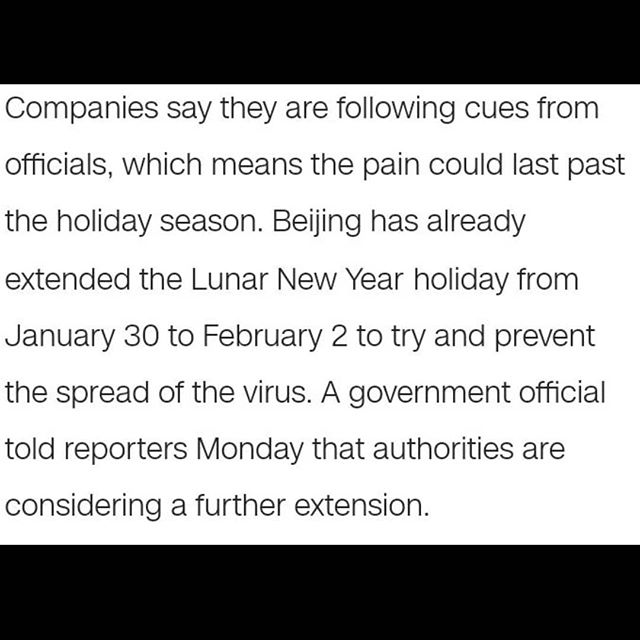 Companies say they are following cues from
officials, which means the pain could last past
the holiday season. Beijing has already
extended the Lunar New Year holiday from
January 30 to February 2 to try and prevent
the spread of the virus. A government official
told reporters Monday that authorities are
considering a further extension.